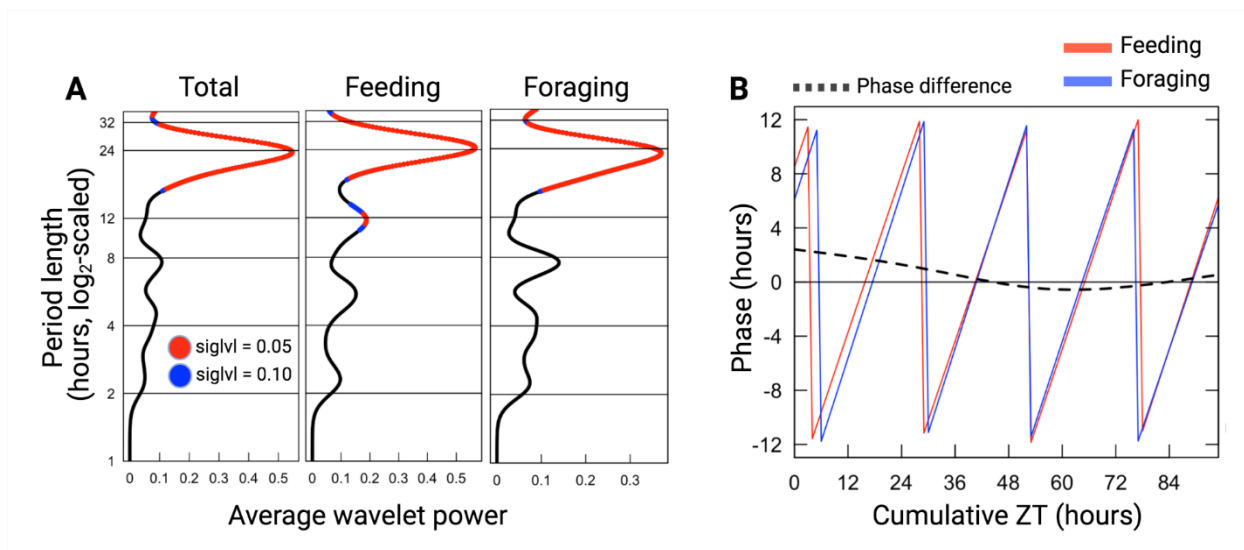 A
Total
Feeding
Foraging
Period length
(hours, log2-scaled)
32
24
12
8
4
2
1
siglvl = 0.05
siglvl = 0.10
0 0.1 0.2 0.3 0.4 0.5
0 0.1 0.2 0.3 0.4 0.5
0 0.1 0.2 0.3
Average wavelet power
Feeding
Foraging
B
Phase difference
Phase (hours)
12
8
4
0
-4
-8
-12
0 12 24 36 48 60 72 84
Cumulative ZT (hours)